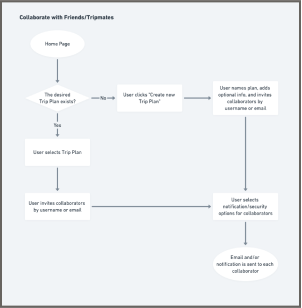 Collaborate with Friends/Tripmates
Home Page
The desired
Trip Plan exists?
No
User clicks "Create new
Trip Plan"
User names plan, adds
optional info, and invites
collaborators by
username or email
Yes
User selects Trip Plan
User invites collaborators
by username or email
User selects
notification/security
options for collaborators
Email and/or
notification is sent to each
collaborator